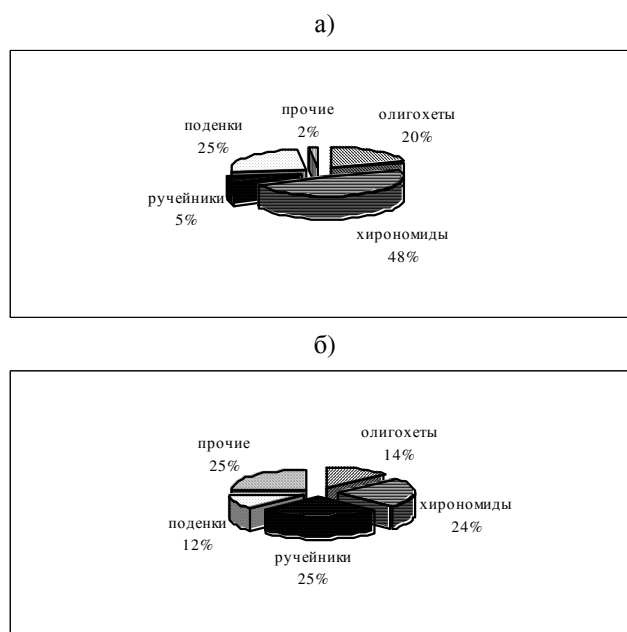 а)
прочие
2%
олигохеты
20%
поденки
25%
ручейники
5%
хирономиды
48%
б)
прочие
25%
олигохеты
14%
хирономиды
24%
поденки
12%
ручейники
25%